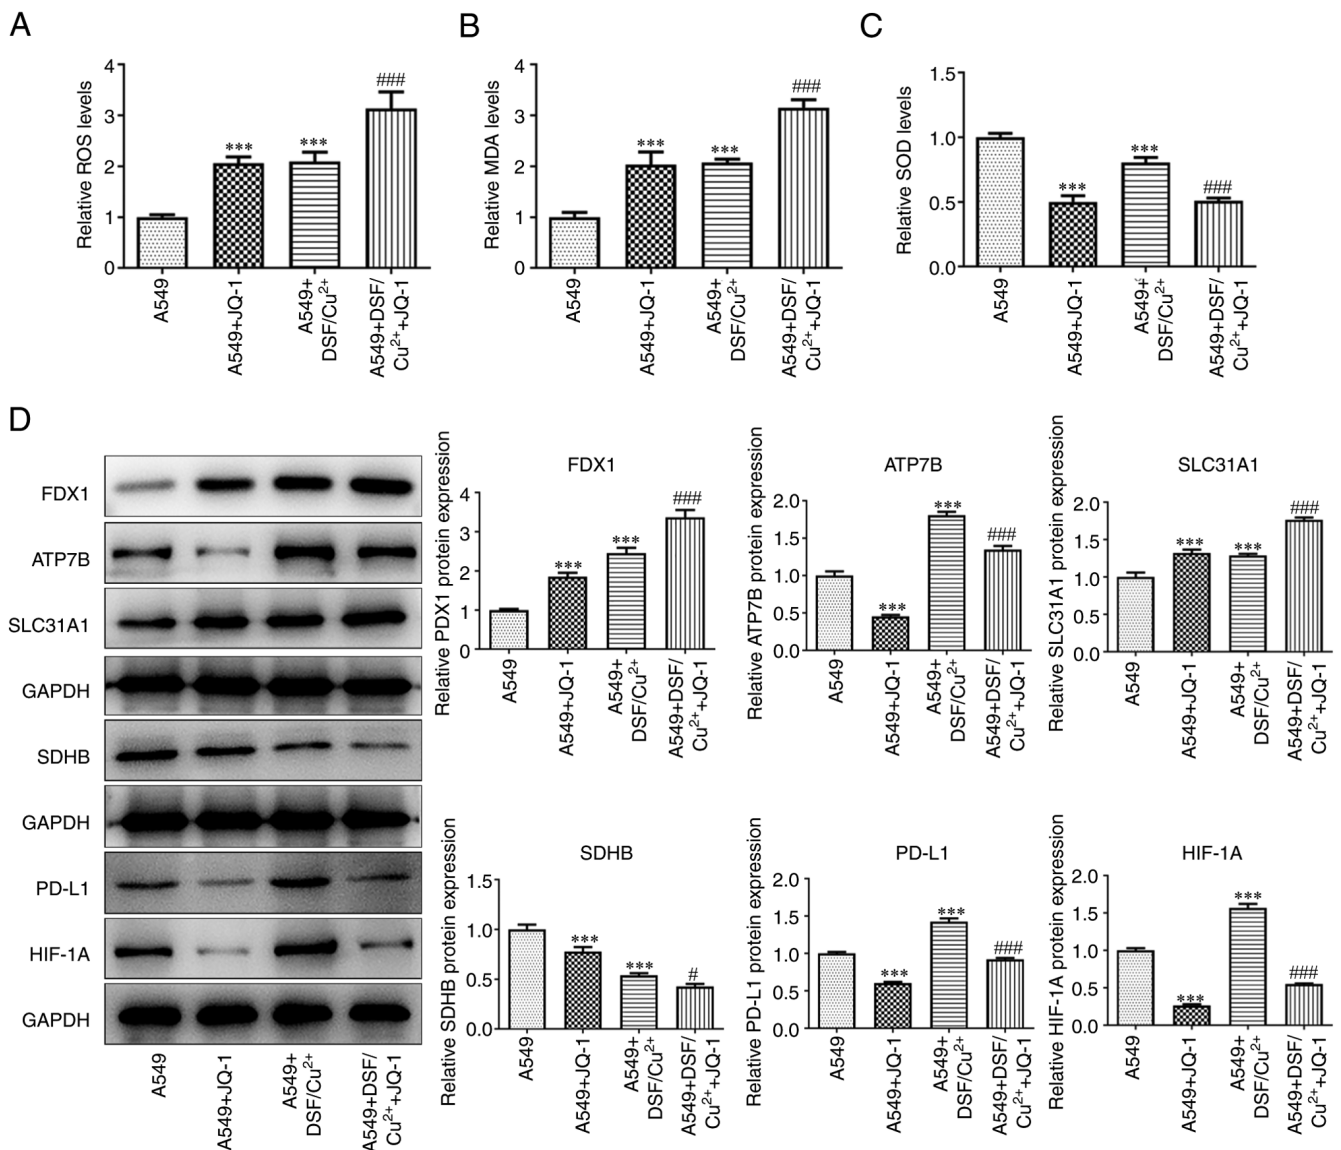 A
Relative ROS levels
4
3
2
1
0
***
***
###
A549
A549+JQ-1
A549+
DSF/Cu²⁺
A549+DSF/
Cu²⁺+JQ-1
B
Relative MDA levels
4
3
2
1
0
***
***
###
A549
A549+JQ-1
A549+
DSF/Cu²⁺
A549+DSF/
Cu²⁺+JQ-1
C
Relative SOD levels
1.5
1.0
0.5
0.0
***
***
###
A549
A549+JQ-1
A549+
DSF/Cu²⁺
A549+DSF/
Cu²⁺+JQ-1
D
FDX1
ATP7B
SLC31A1
GAPDH
SDHB
GAPDH
PD-L1
HIF-1A
GAPDH
A549
A549+JQ-1
A549+
DSF/Cu²⁺
A549+DSF/
Cu²⁺+JQ-1
FDX1
Relative PDX1 protein expression
4
3
2
1
0
***
***
###
A549
A549+JQ-1
A549+
DSF/Cu²⁺
A549+DSF/
Cu²⁺+JQ-1
ATP7B
Relative ATP7B protein expression
2.0
1.5
1.0
0.5
0.0
***
***
###
A549
A549+JQ-1
A549+
DSF/Cu²⁺
A549+DSF/
Cu²⁺+JQ-1
SLC31A1
Relative SLC31A1 protein expression
2.0
1.5
1.0
0.5
0.0
***
***
###
A549
A549+JQ-1
A549+
DSF/Cu²⁺
A549+DSF/
Cu²⁺+JQ-1
SDHB
Relative SDHB protein expression
1.5
1.0
0.5
0.0
***
***
#
A549
A549+JQ-1
A549+
DSF/Cu²⁺
A549+DSF/
Cu²⁺+JQ-1
PD-L1
Relative PD-L1 protein expression
2.0
1.5
1.0
0.5
0.0
***
***
###
A549
A549+JQ-1
A549+
DSF/Cu²⁺
A549+DSF/
Cu²⁺+JQ-1
HIF-1A
Relative HIF-1A protein expression
2.0
1.5
1.0
0.5
0.0
***
***
###
A549
A549+JQ-1
A549+
DSF/Cu²⁺
A549+DSF/
Cu²⁺+JQ-1